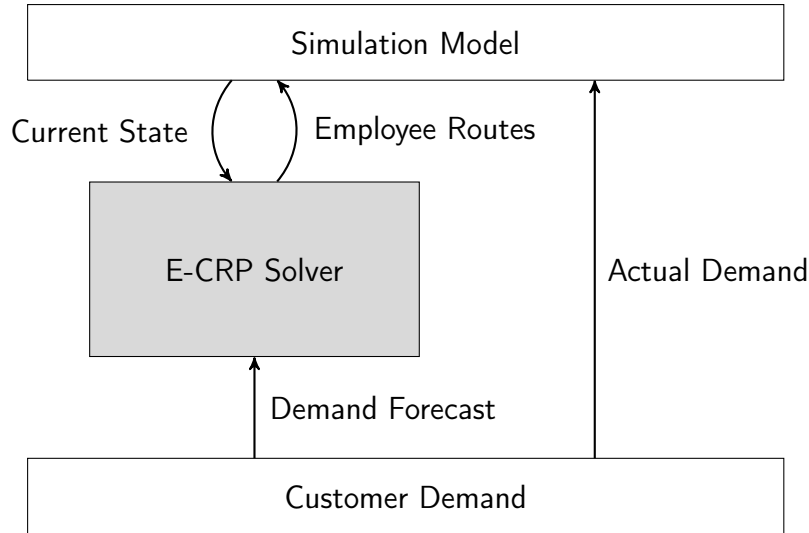 Simulation Model
Current State
Employee Routes
E-CRP Solver
Actual Demand
Demand Forecast
Customer Demand